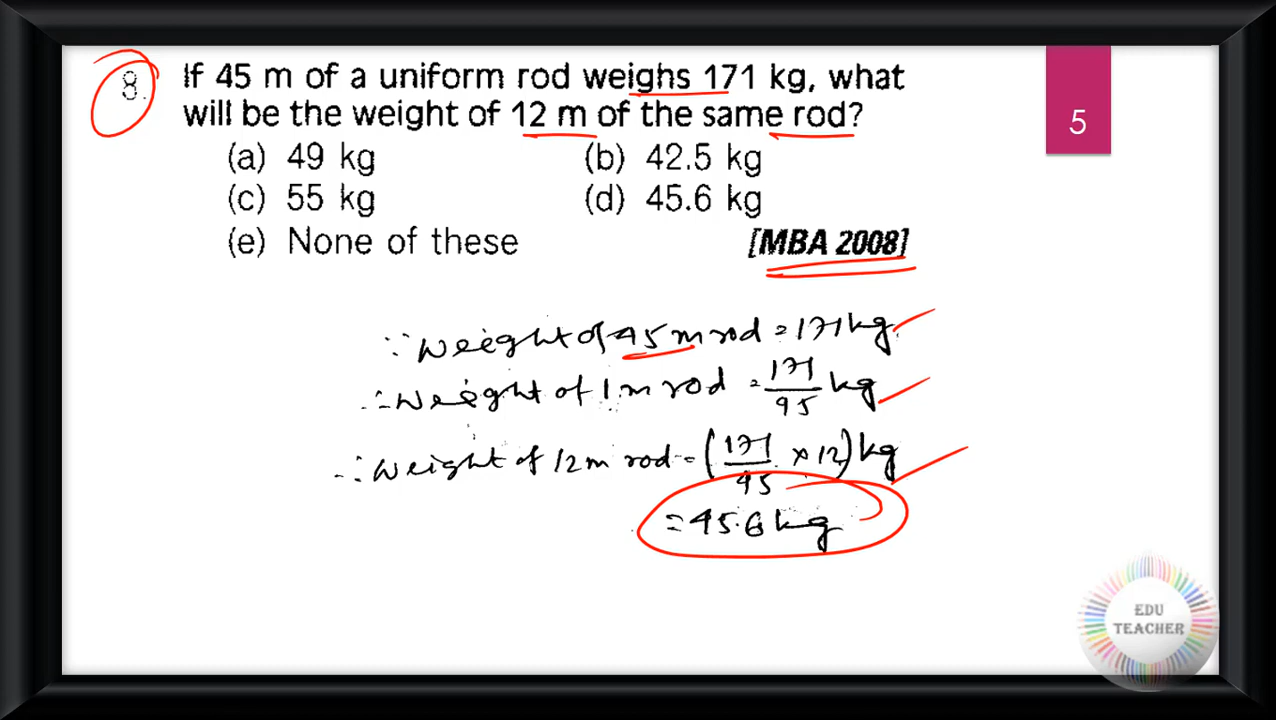 8. If 45 m of a uniform rod weighs 171 kg, what
will be the weight of 12 m of the same rod?
(a) 49 kg (b) 42.5 kg
(c) 55 kg (d) 45.6 kg
(e) None of these [MBA 2008]
5
∵ weight of 45 m rod = 171 kg.
∴ weight of 1 m rod = 171/45 kg
∴ weight of 12 m rod = (171/45 × 12) kg
= 45.6 kg
EDU
TEACHER